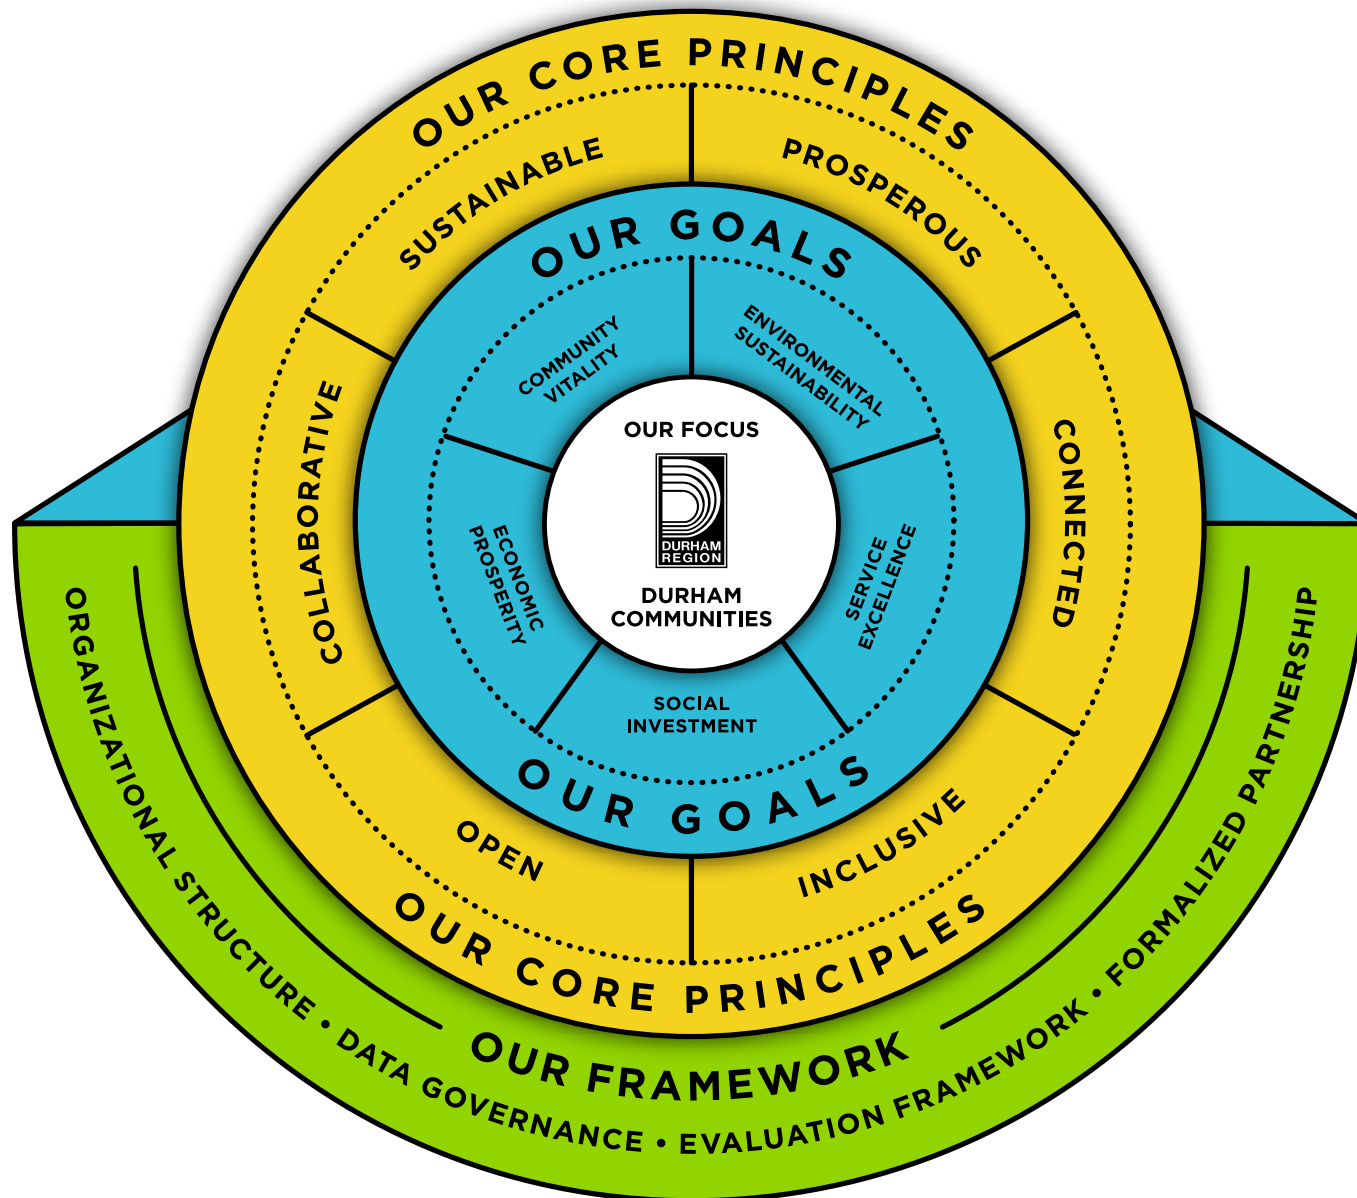 OUR CORE PRINCIPLES
SUSTAINABLE
PROSPEROUS
COLLABORATIVE
CONNECTED
OPEN
INCLUSIVE
OUR CORE PRINCIPLES
OUR GOALS
COMMUNITY
VITALITY
ENVIRONMENTAL
SUSTAINABILITY
ECONOMIC
PROSPERITY
SERVICE
EXCELLENCE
SOCIAL
INVESTMENT
OUR GOALS
OUR FOCUS
DURHAM
REGION
DURHAM
COMMUNITIES
OUR FRAMEWORK
ORGANIZATIONAL STRUCTURE • DATA GOVERNANCE • EVALUATION FRAMEWORK • FORMALIZED PARTNERSHIP